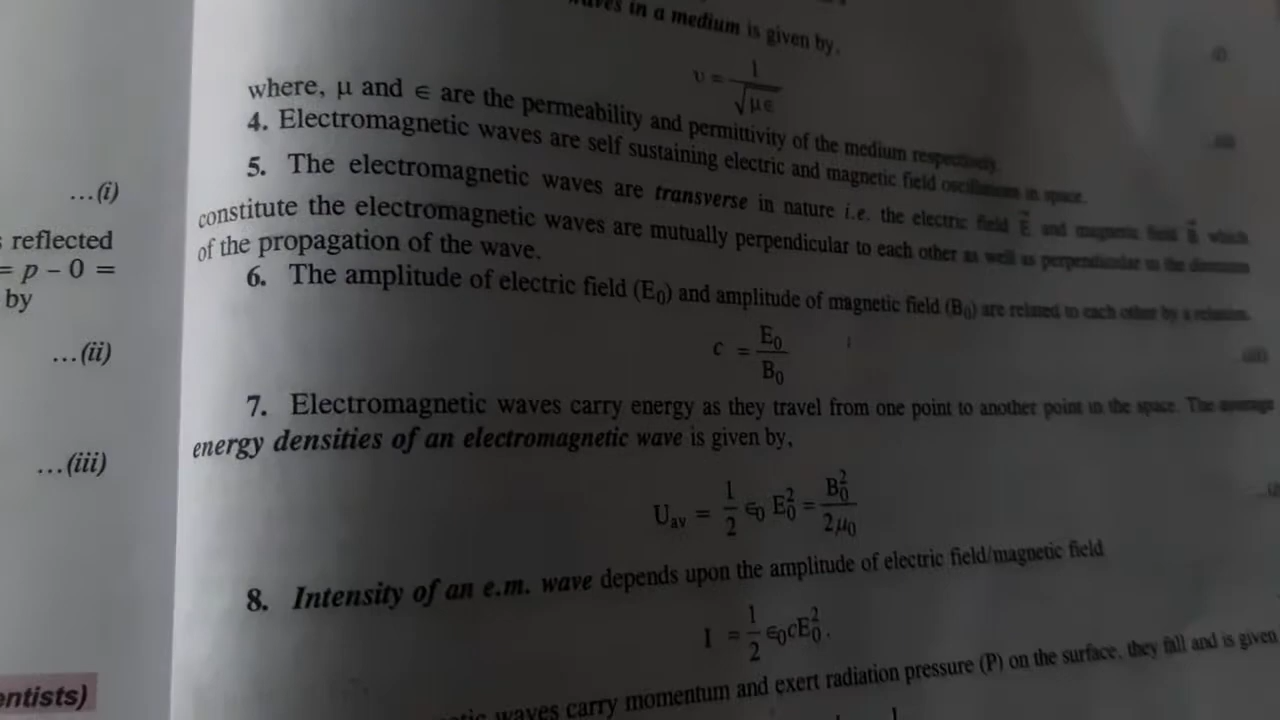 ...(i)
reflected
= p – 0 =
by
...(ii)
...(iii)
entists)
in a medium is given by,
υ = 1/√με
where, μ and ∈ are the permeability and permittivity of the medium respectively.
4. Electromagnetic waves are self sustaining electric and magnetic field oscillations in space.
5. The electromagnetic waves are transverse in nature i.e. the electric field E⃗ and magnetic field B⃗ which
constitute the electromagnetic waves are mutually perpendicular to each other as well as perpendicular to the direction
of the propagation of the wave.
6. The amplitude of electric field (E₀) and amplitude of magnetic field (B₀) are related to each other by a relation.
c = E₀/B₀
7. Electromagnetic waves carry energy as they travel from one point to another point in the space. The average
energy densities of an electromagnetic wave is given by,
Uav = 1/2 ∈₀ E₀² = B₀²/2μ₀
8. Intensity of an e.m. wave depends upon the amplitude of electric field/magnetic field
I = 1/2 ∈₀cE₀².
waves carry momentum and exert radiation pressure (P) on the surface, they fall and is given